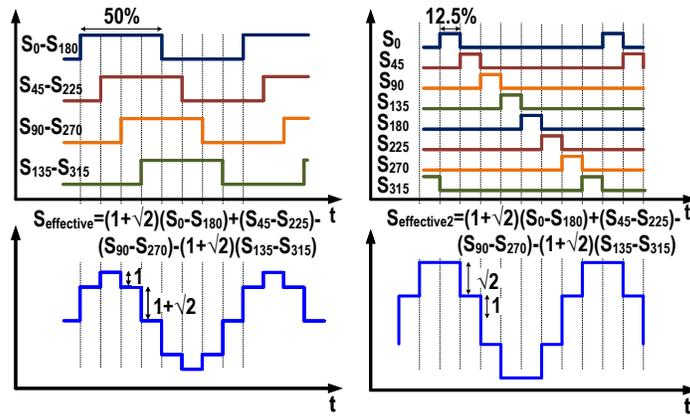 50%
S0-S180
S45-S225
S90-S270
S135-S315
t
Seffective=(1+√2)(S0-S180)+(S45-S225)-
(S90-S270)-(1+√2)(S135-S315)
1
1+√2
t
12.5%
S0
S45
S90
S135
S180
S225
S270
S315
t
Seffective2=(1+√2)(S0-S180)+(S45-S225)-
(S90-S270)-(1+√2)(S135-S315)
√2
1
t